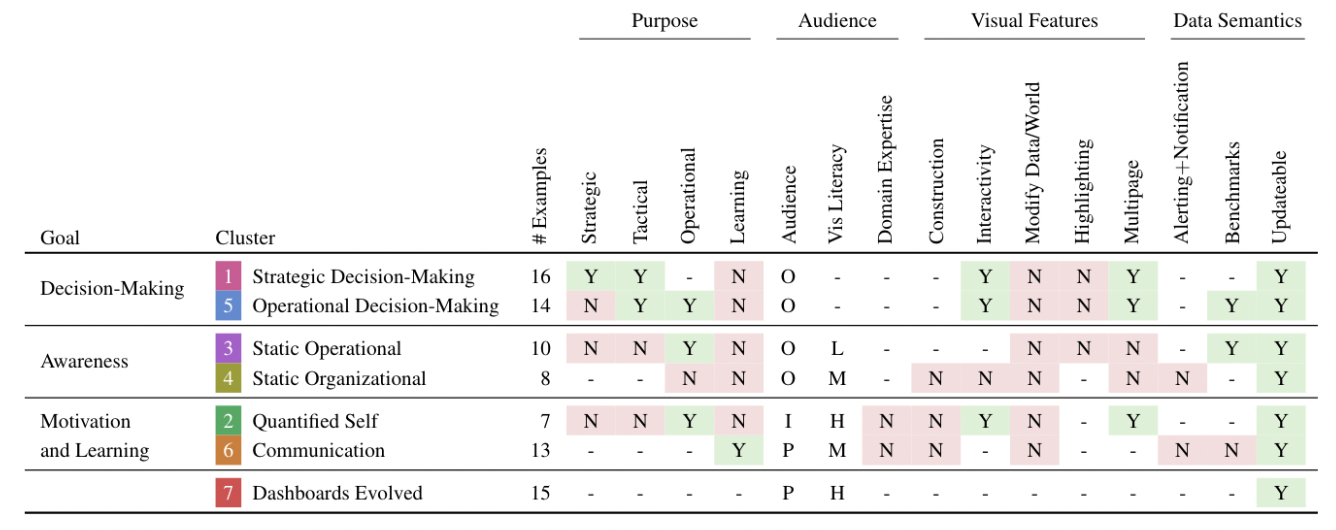 Purpose Audience Visual Features Data Semantics
Goal Cluster # Examples Strategic Tactical Operational Learning Audience Vis Literacy Domain Expertise Construction Interactivity Modify Data/World Highlighting Multipage Alerting+Notification Benchmarks Updateable
Decision-Making
1 Strategic Decision-Making 16 Y Y - N O - - - Y N N Y - - Y
5 Operational Decision-Making 14 N Y Y N O - - - Y N N Y - Y Y
Awareness
3 Static Operational 10 N N Y N O L - - - N N N - Y Y
4 Static Organizational 8 - - N N O M - N N N - N N - Y
Motivation
2 Quantified Self 7 N N Y N I H N N Y N - Y - - Y
and Learning
6 Communication 13 - - - Y P M N N - N - - N N Y
7 Dashboards Evolved 15 - - - - P H - - - - - - - - Y